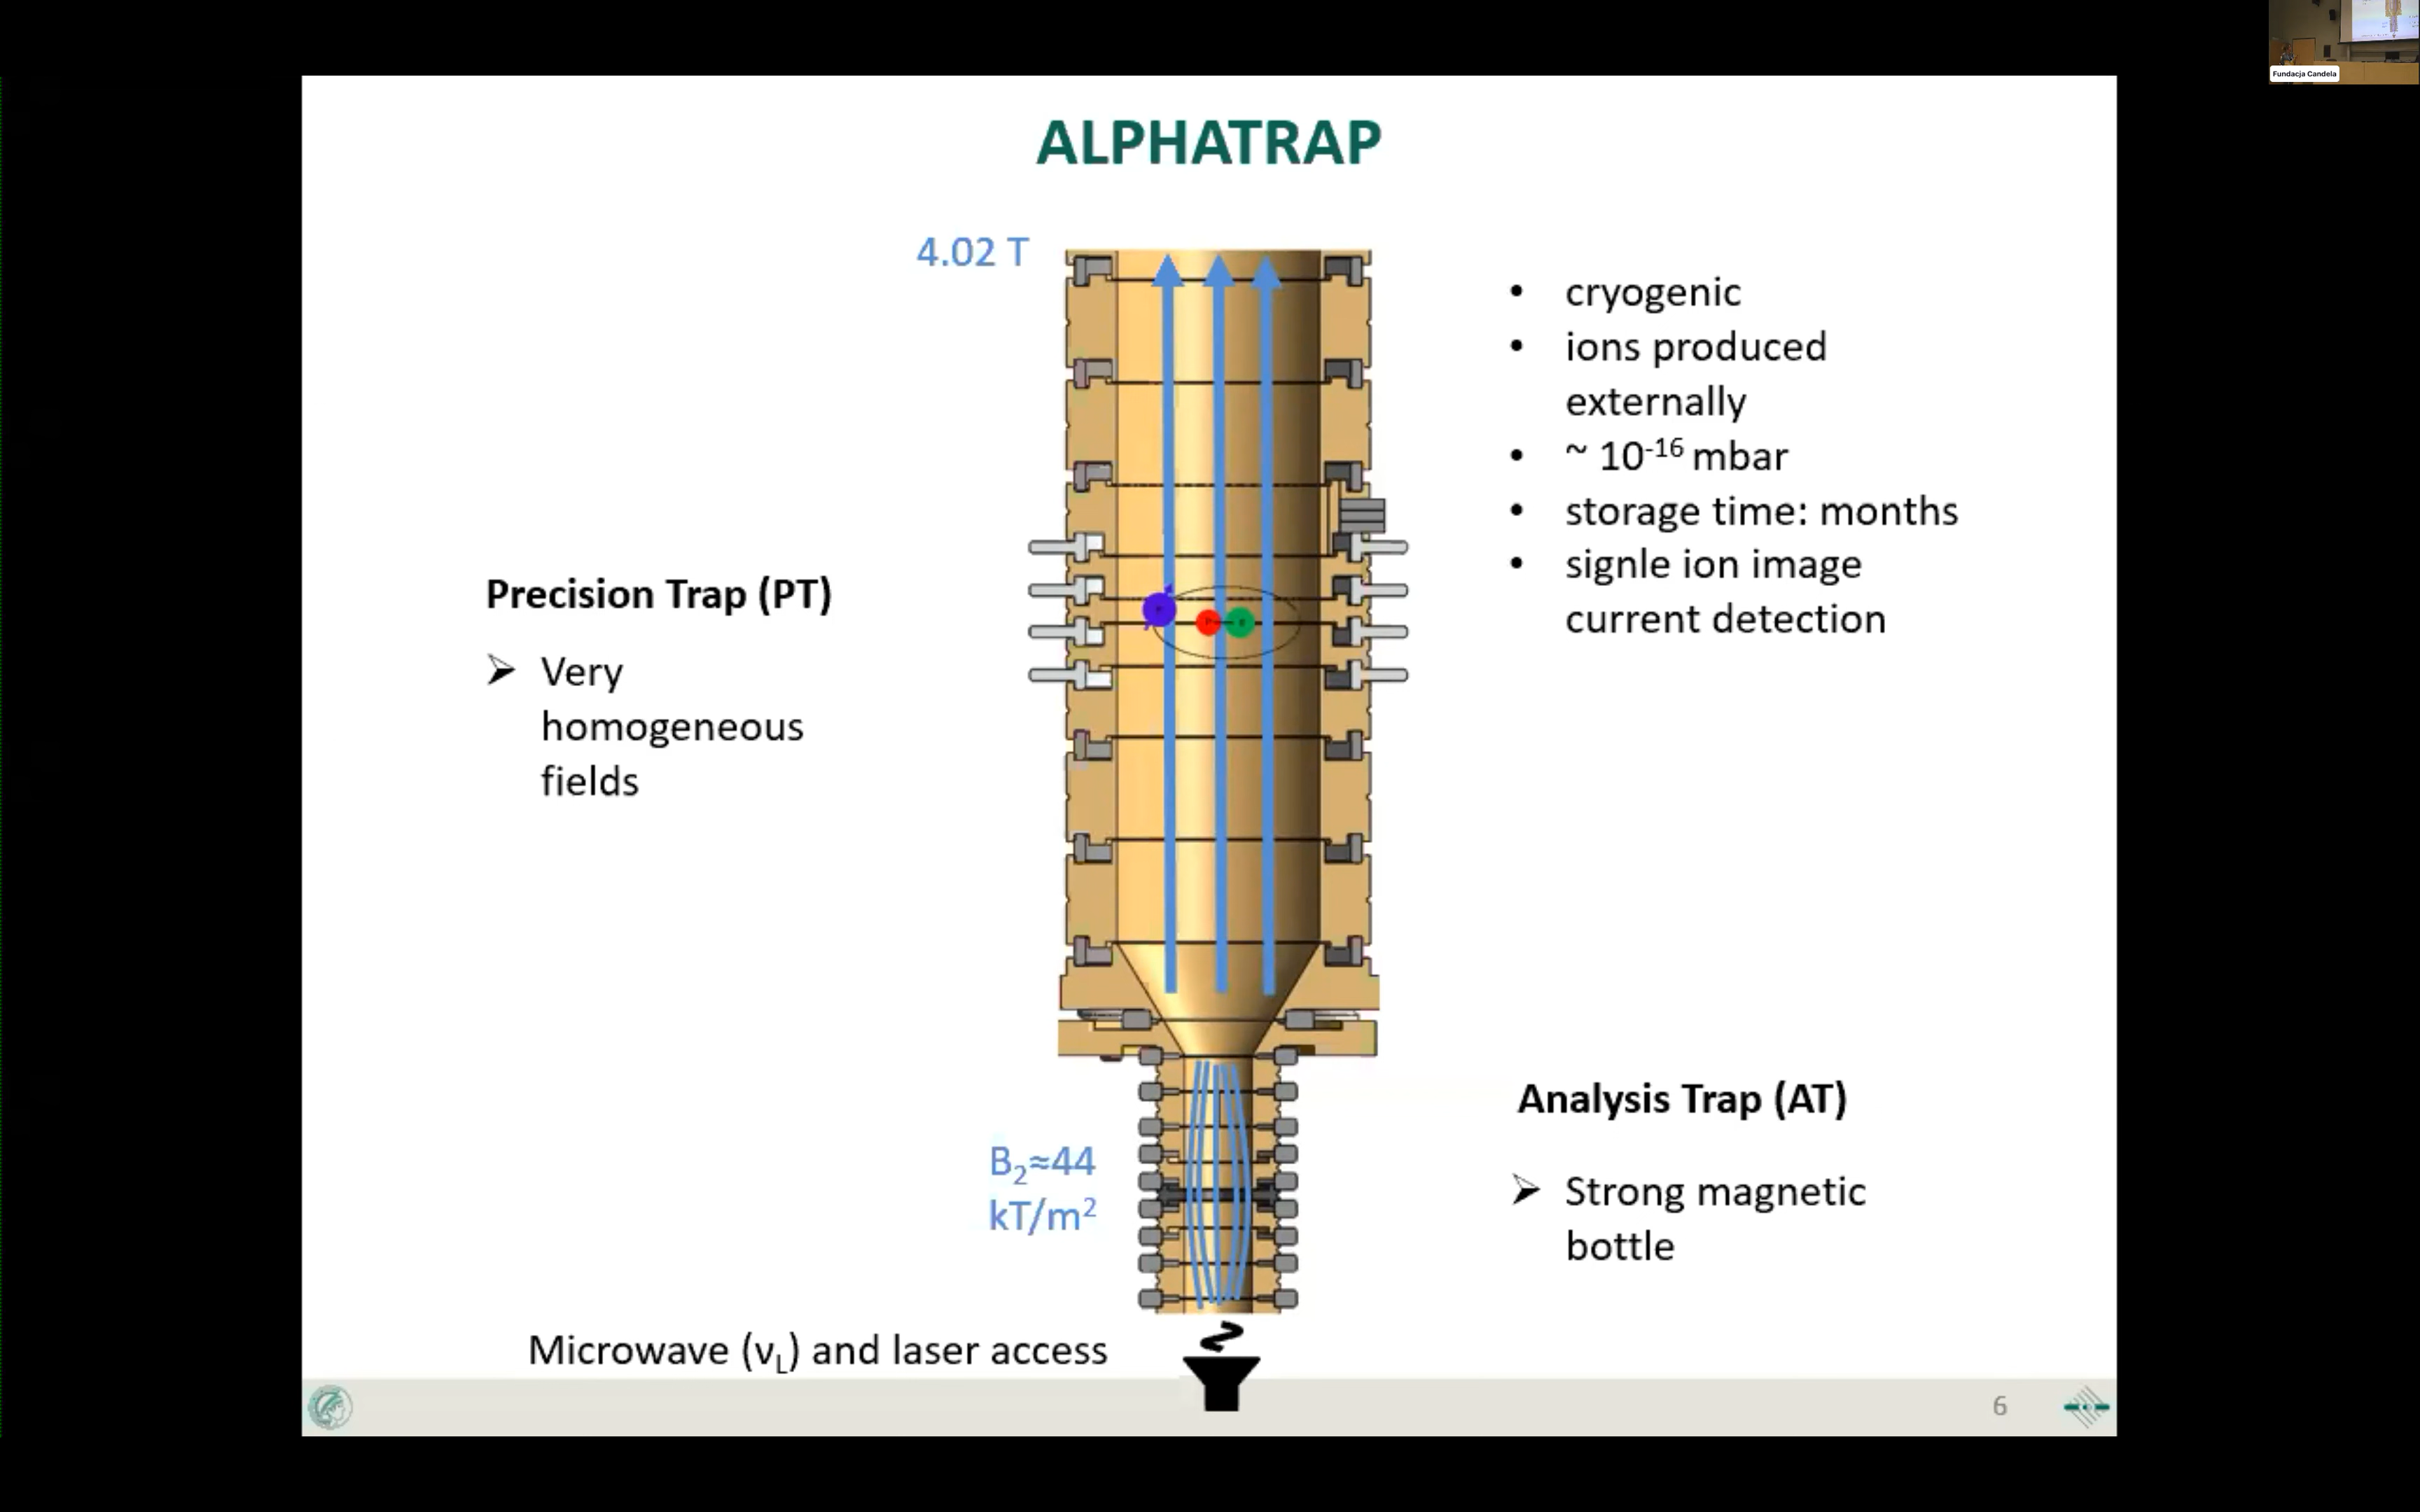 Fundacja Candela
ALPHATRAP
4.02 T
• cryogenic
• ions produced
externally
• ~ 10⁻¹⁶ mbar
• storage time: months
• signle ion image
current detection
Precision Trap (PT)
➢ Very
homogeneous
fields
P
P
e
Analysis Trap (AT)
➢ Strong magnetic
bottle
B₂≈44
kT/m²
Microwave (ν_L) and laser access
6